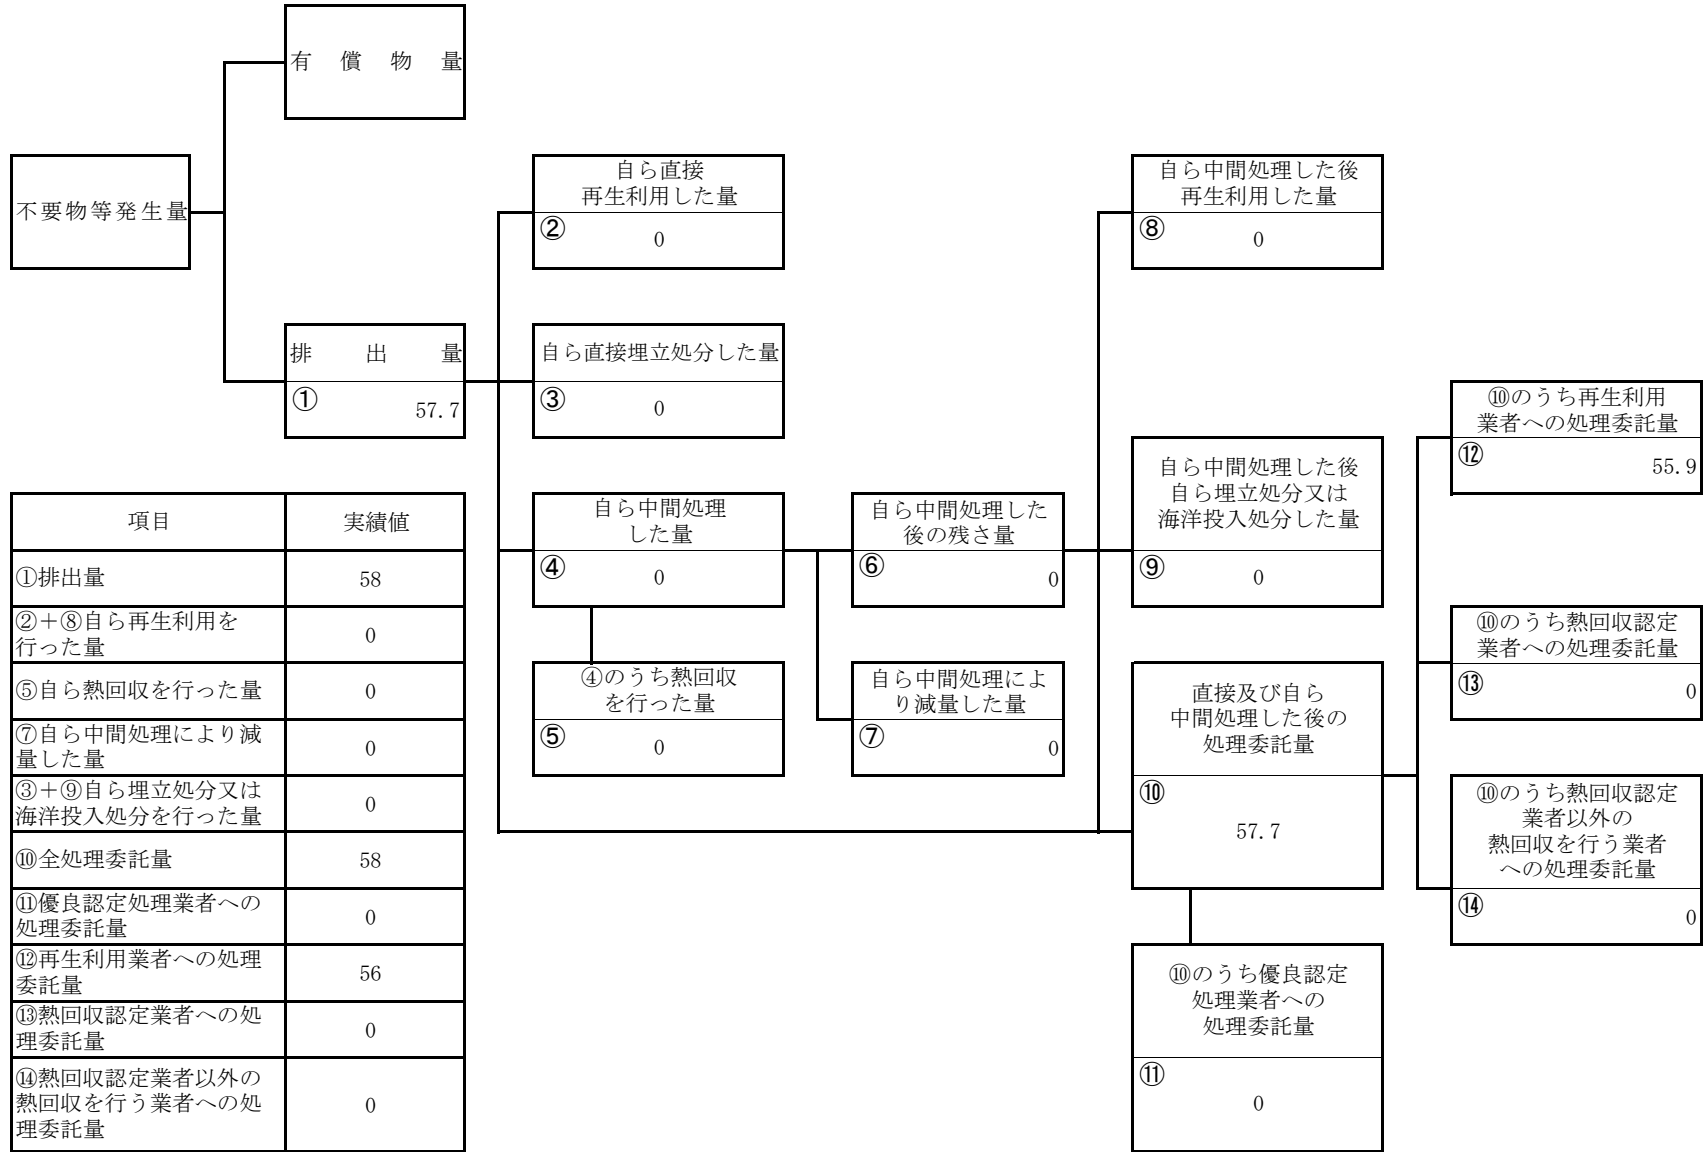 有償物量
不要物等発生量
自ら直接
再生利用した量
② 0
自ら中間処理した後
再生利用した量
⑧ 0
排出量
① 57.7
自ら直接埋立処分した量
③ 0
⑩のうち再生利用
業者への処理委託量
⑫ 55.9
自ら中間処理した後
自ら埋立処分又は
海洋投入処分した量
⑨ 0
自ら中間処理
した量
④ 0
自ら中間処理した
後の残さ量
⑥ 0
⑩のうち熱回収認定
業者への処理委託量
⑬ 0
④のうち熱回収
を行った量
⑤ 0
自ら中間処理によ
り減量した量
⑦ 0
直接及び自ら
中間処理した後の
処理委託量
⑩
57.7
⑩のうち熱回収認定
業者以外の
熱回収を行う業者
への処理委託量
⑭ 0
⑩のうち優良認定
処理業者への
処理委託量
⑪
0
項目 実績値
①排出量 58
②+⑧自ら再生利用を
行った量 0
⑤自ら熱回収を行った量 0
⑦自ら中間処理により減
量した量 0
③+⑨自ら埋立処分又は
海洋投入処分を行った量 0
⑩全処理委託量 58
⑪優良認定処理業者への
処理委託量 0
⑫再生利用業者への処理
委託量 56
⑬熱回収認定業者への処
理委託量 0
⑭熱回収認定業者以外の
熱回収を行う業者への処
理委託量 0